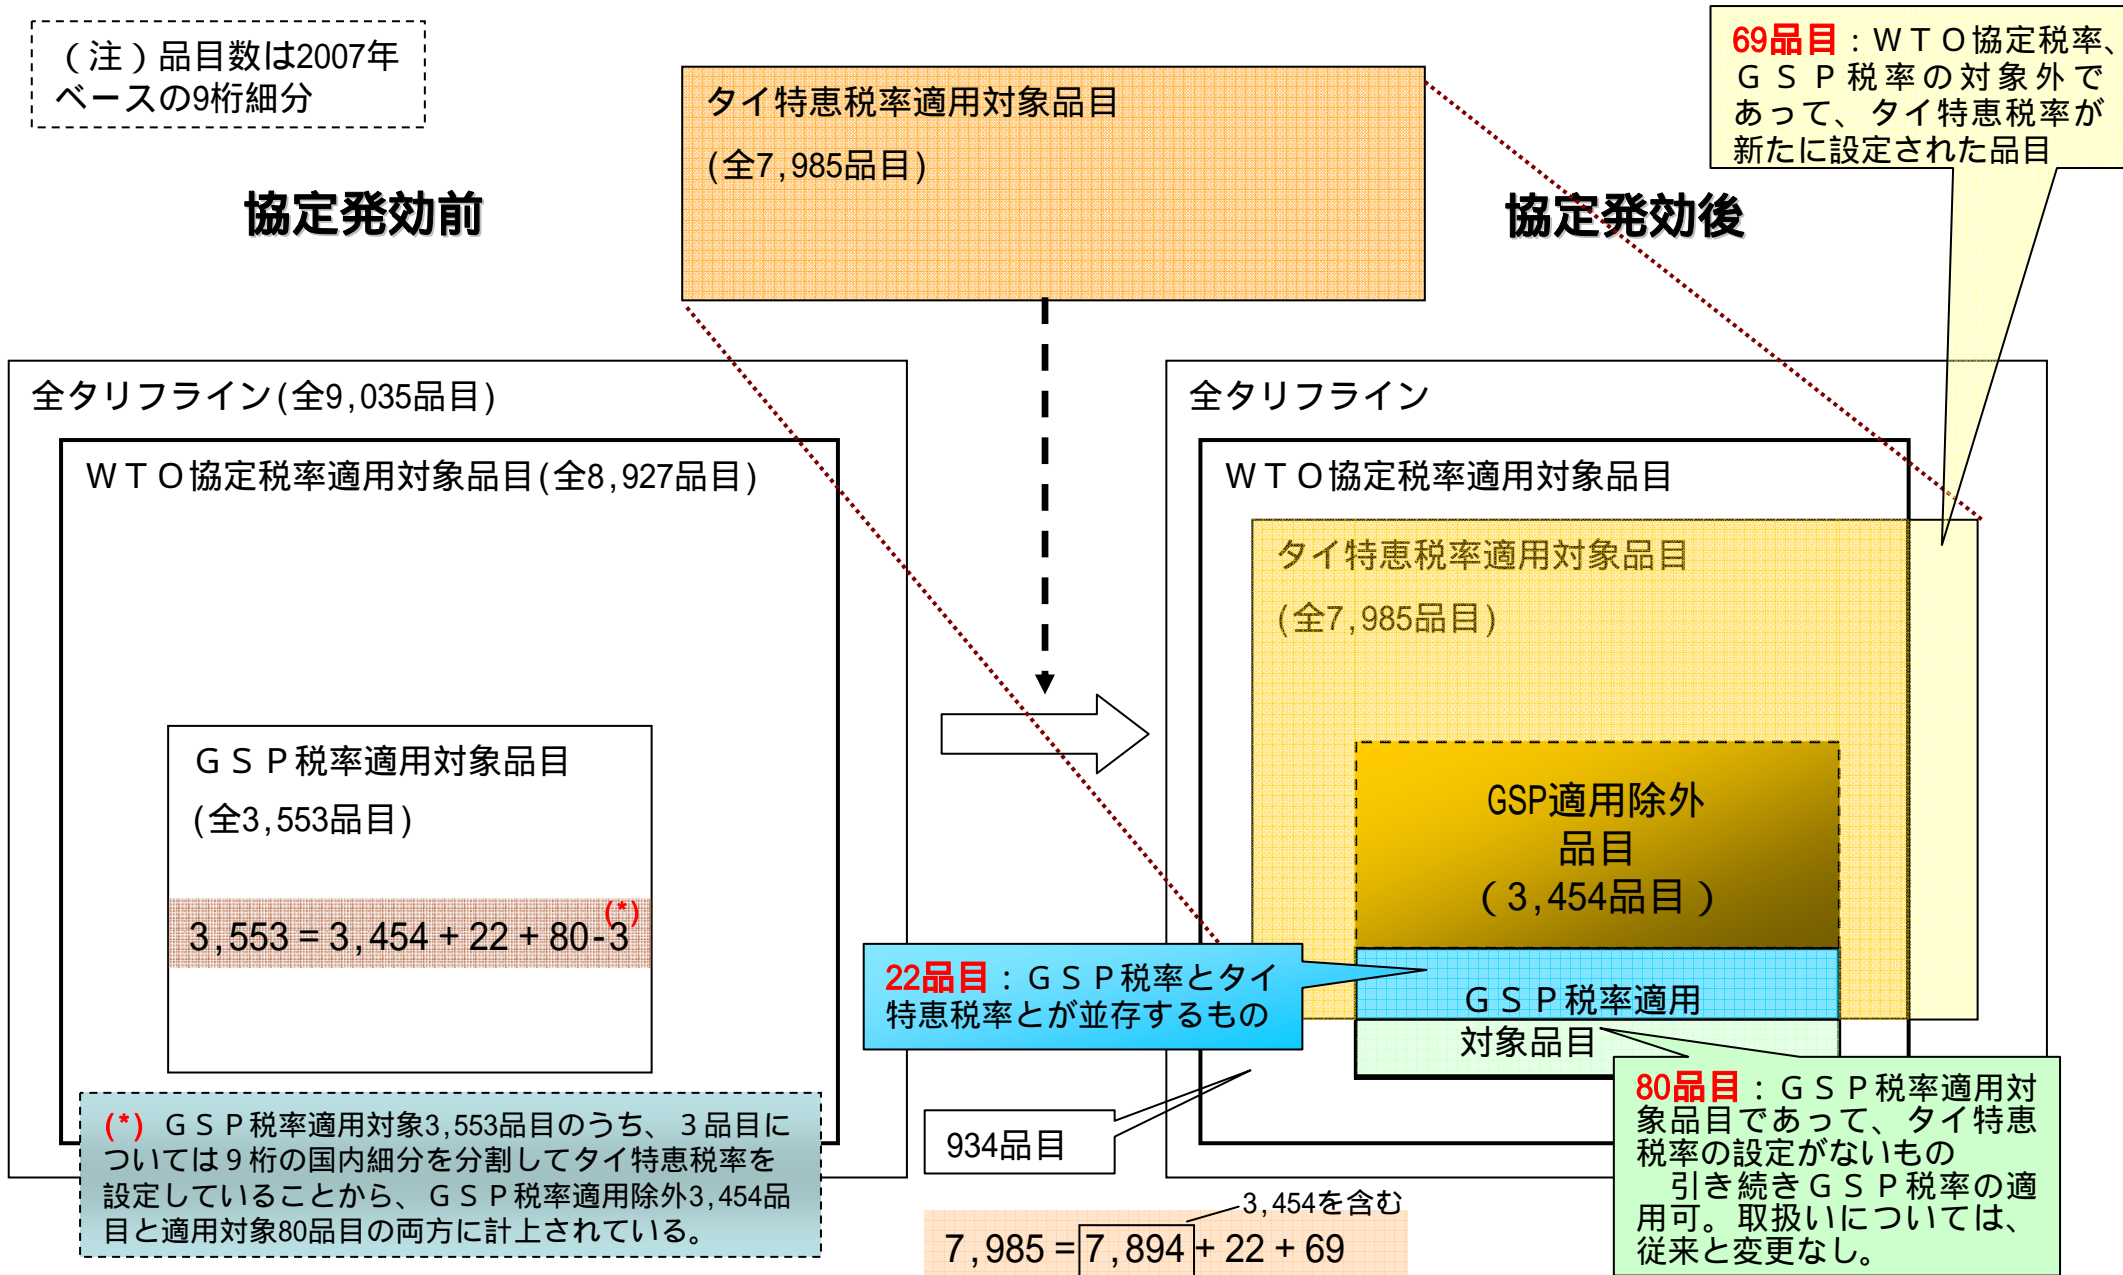 （注）品目数は2007年
ベースの9桁細分
タイ特恵税率適用対象品目
(全7,985品目)
69品目：ＷＴＯ協定税率、
ＧＳＰ税率の対象外で
あって、タイ特恵税率が
新たに設定された品目
協定発効前
協定発効後
全タリフライン(全9,035品目)
ＷＴＯ協定税率適用対象品目(全8,927品目)
ＧＳＰ税率適用対象品目
(全3,553品目)
3,553 = 3,454 + 22 + 80-3(*)
(*) ＧＳＰ税率適用対象3,553品目のうち、３品目に
ついては９桁の国内細分を分割してタイ特恵税率を
設定していることから、ＧＳＰ税率適用除外3,454品
目と適用対象80品目の両方に計上されている。
全タリフライン
ＷＴＯ協定税率適用対象品目
タイ特恵税率適用対象品目
(全7,985品目)
GSP適用除外
品目
（3,454品目）
ＧＳＰ税率適用
対象品目
22品目：ＧＳＰ税率とタイ
特恵税率とが並存するもの
934品目
80品目：ＧＳＰ税率適用対
象品目であって、タイ特恵
税率の設定がないもの
引き続きＧＳＰ税率の適
用可。取扱いについては、
従来と変更なし。
3,454を含む
7,985 = 7,894 + 22 + 69